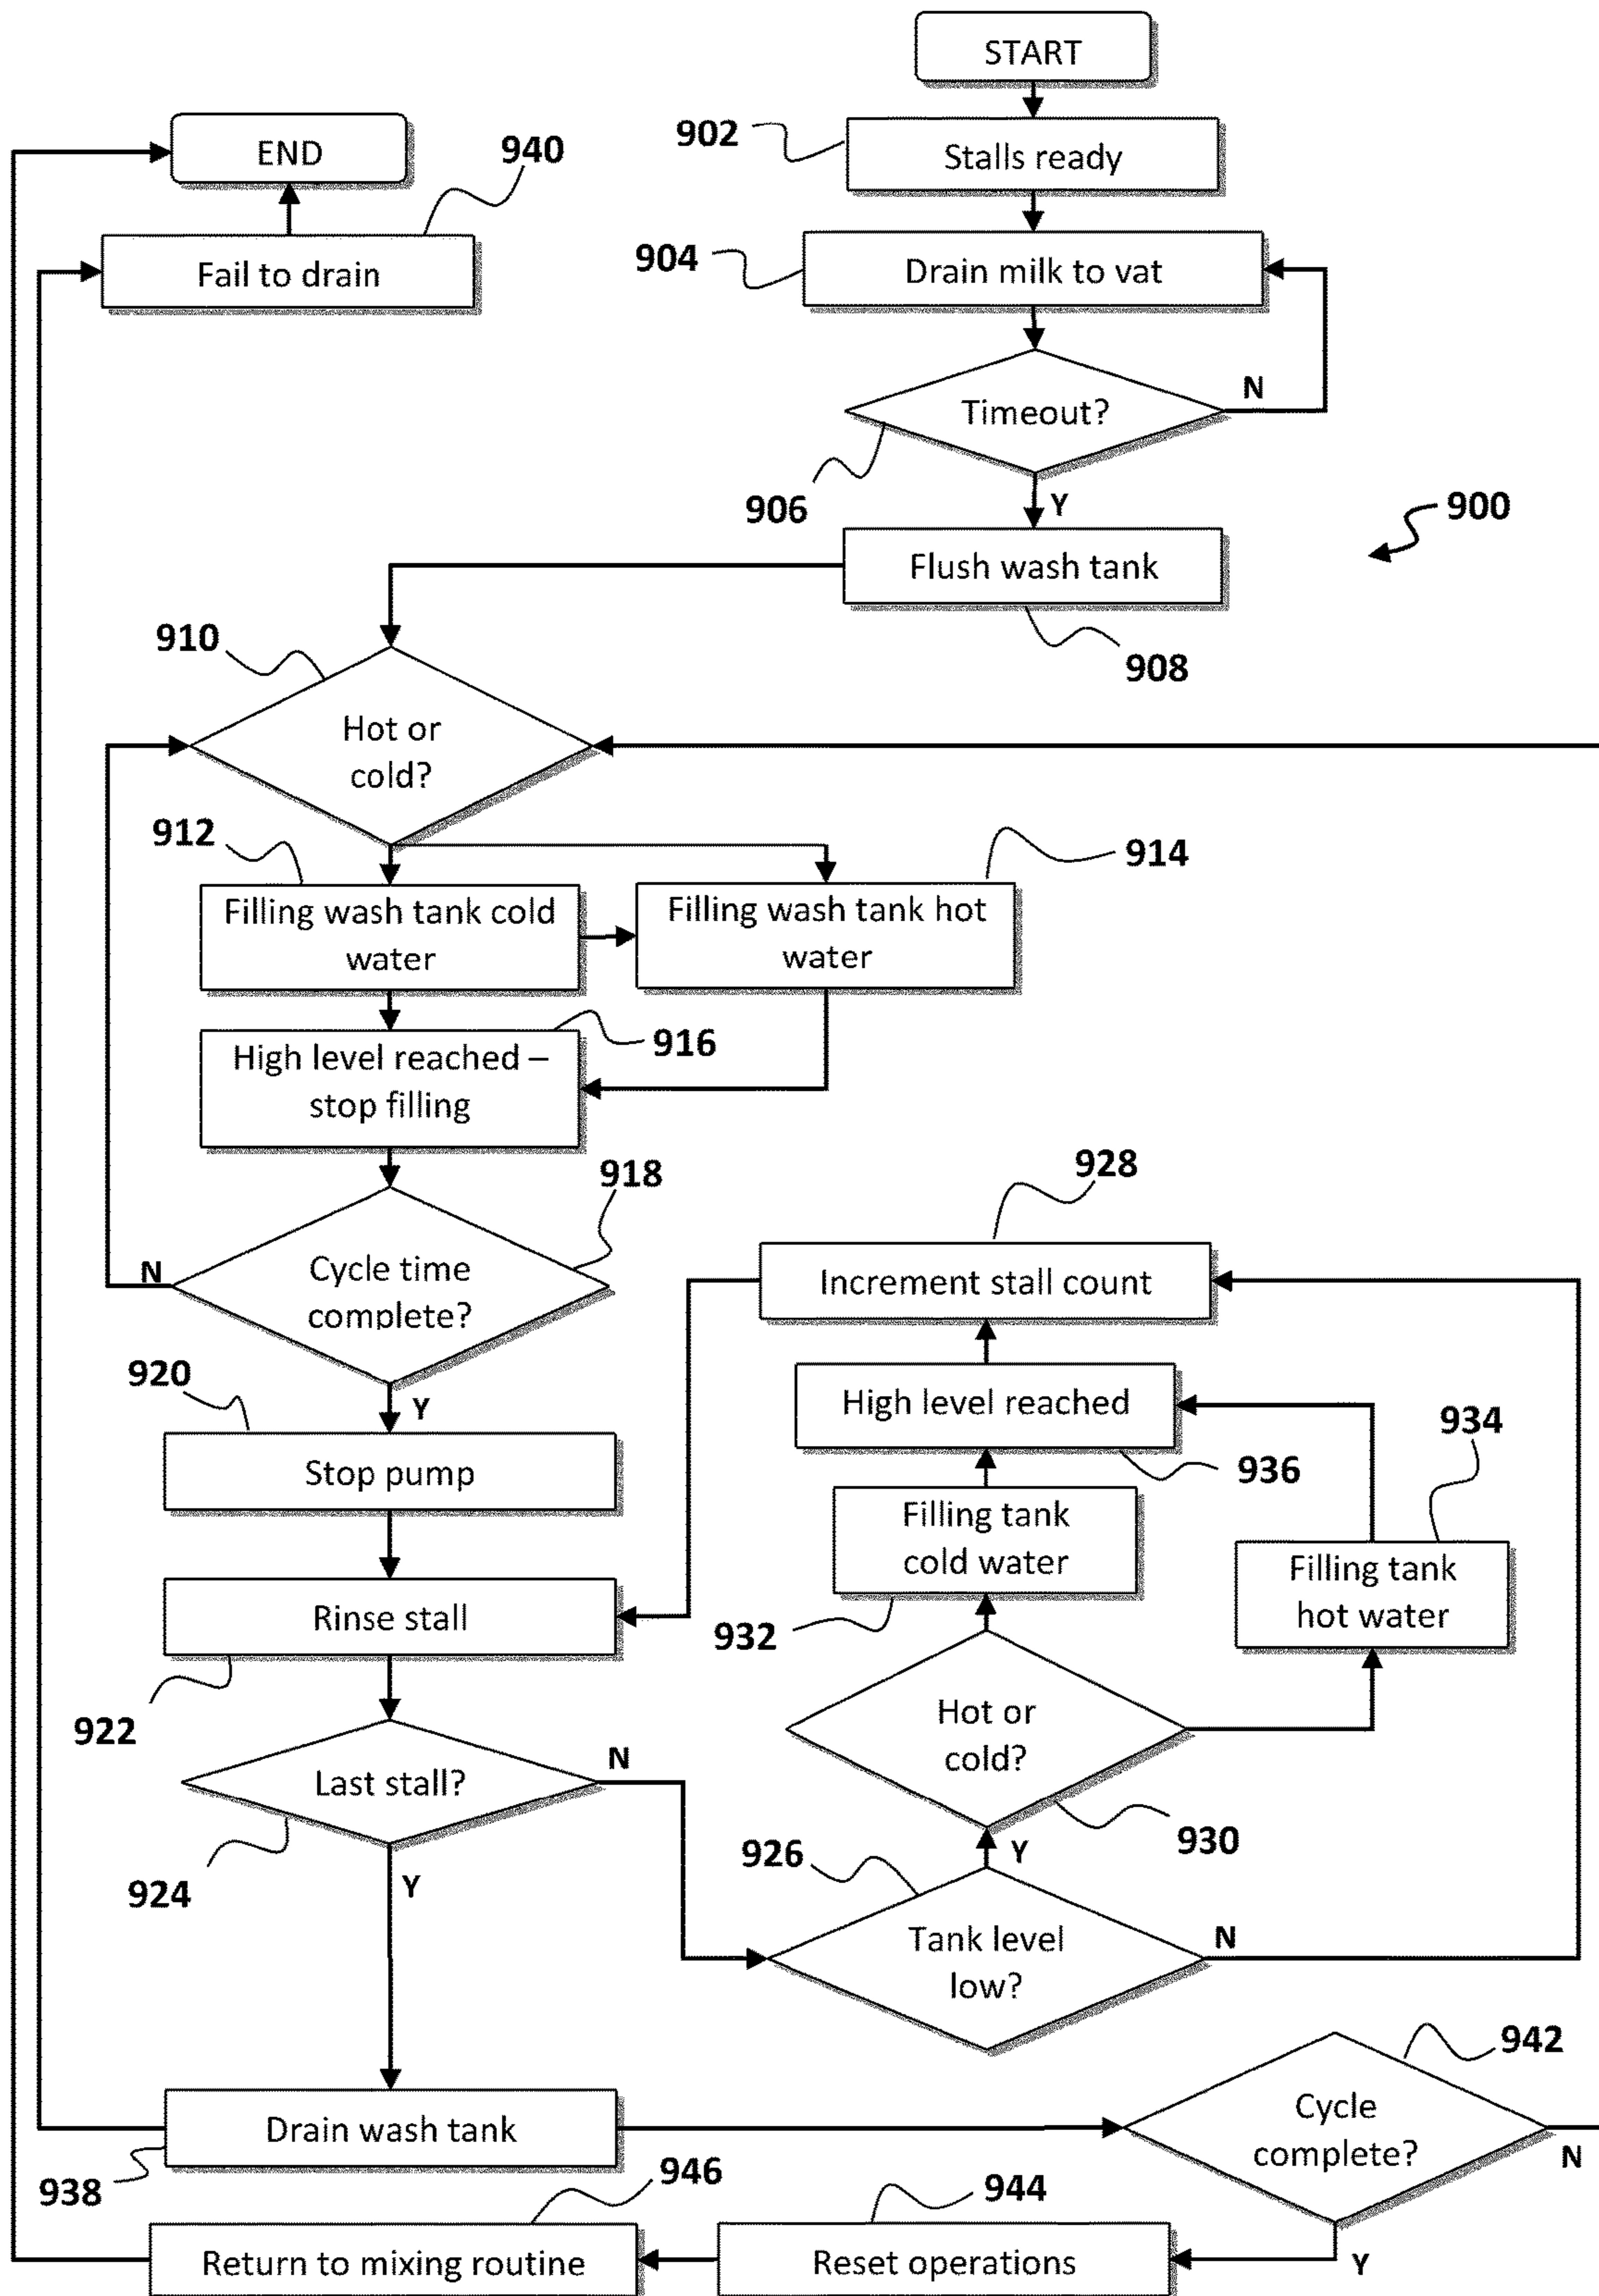 START
902
Stalls ready
END
940
904
Drain milk to vat
Fail to drain
Timeout?
N
906
Y
900
Flush wash tank
908
910
Hot or
cold?
912
914
Filling wash tank cold
water
Filling wash tank hot
water
916
High level reached –
stop filling
918
928
Cycle time
complete?
N
Increment stall count
920
Y
High level reached
934
936
Stop pump
Filling tank
cold water
Filling tank
hot water
Rinse stall
932
922
Hot or
cold?
N
Last stall?
930
926
Y
924
Y
Tank level
low?
N
942
Drain wash tank
Cycle
complete?
N
938
946
944
Return to mixing routine
Reset operations
Y